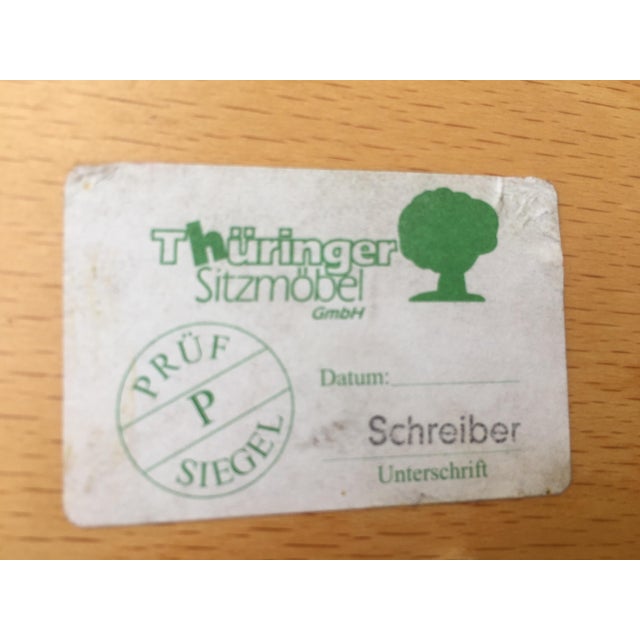 Thüringer
Sitzmöbel
GmbH
PRÜF
P
SIEGEL
Datum:
Schreiber
Unterschrift